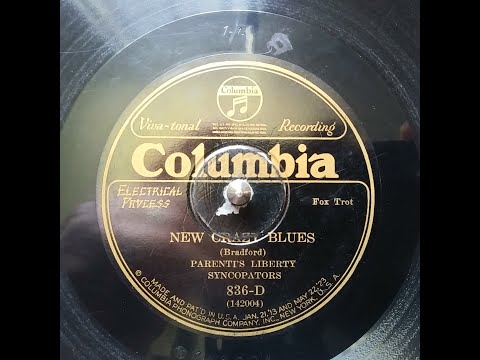 Columbia
Viva-tonal Recording
Columbia
ELECTRICAL
PROCESS
Fox Trot
NEW CRAZY BLUES
(Bradford)
PARENTI'S LIBERTY
SYNCOPATORS
836-D
(142004)
MADE AND PAT'D IN U.S.A. JAN. 21,'13 AND MAY 22,'23
COLUMBIA PHONOGRAPH COMPANY, INC., NEW YORK, U.S.A.